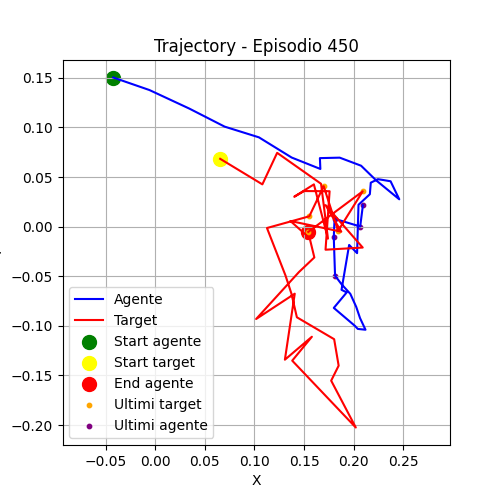 Trajectory - Episodio 450
0.15
0.10
0.05
0.00
−0.05
−0.10
−0.15
−0.20
Agente
Target
Start agente
Start target
End agente
Ultimi target
Ultimi agente
−0.05
0.00
0.05
0.10
0.15
0.20
0.25
X